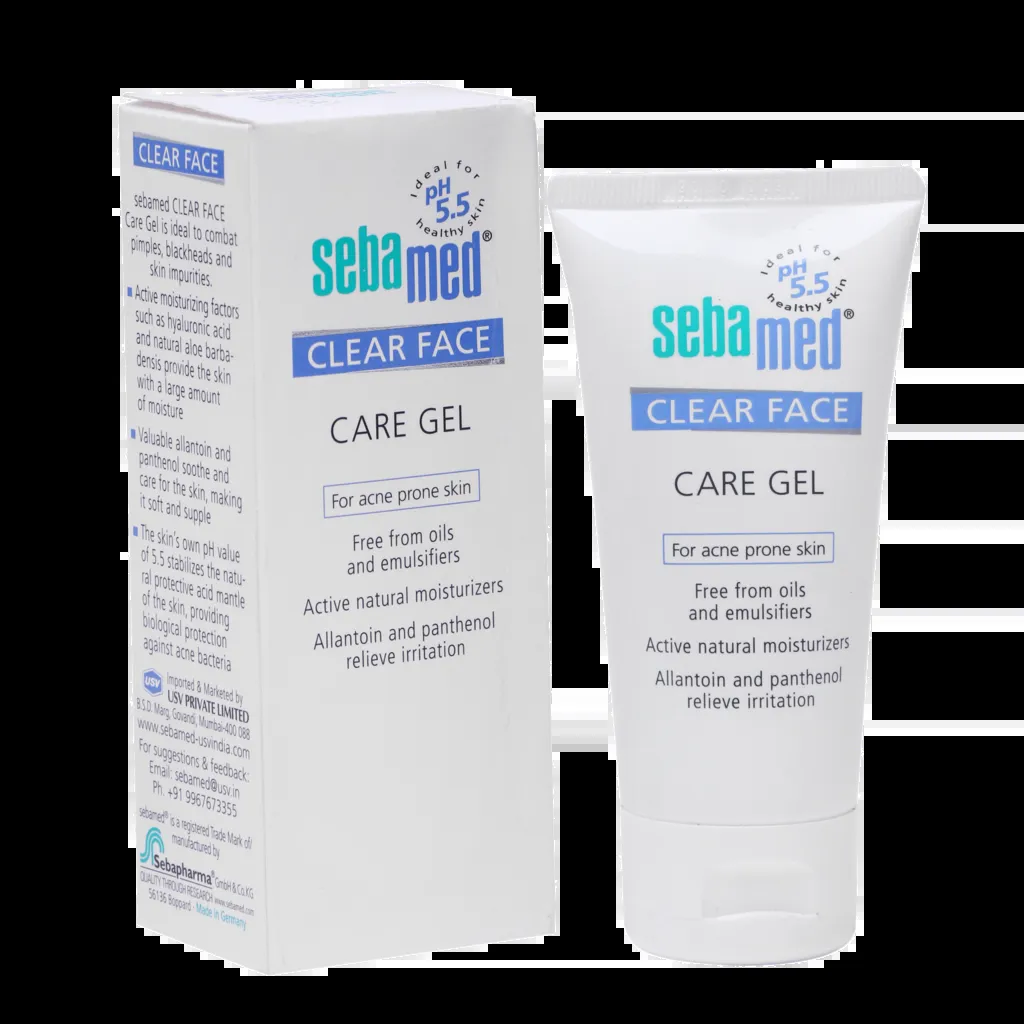 CLEAR FACE
sebamed CLEAR FACE
Care Gel is ideal to combat
pimples, blackheads and
skin impurities.
Active moisturizing factors
such as hyaluronic acid
and natural aloe barba-
densis provide the skin
with a large amount
of moisture
Valuable allantoin and
panthenol soothe and
care for the skin, making
it soft and supple
The skin's own pH value
of 5.5 stabilizes the natu-
ral protective acid mantle
of the skin, providing
biological protection
against acne bacteria
USV
Imported & Marketed by
USV PRIVATE LIMITED
B.S.D. Marg, Govandi, Mumbai-400 088
www.sebamed-usvindia.com
For suggestions & feedback:
Email: sebamed@usv.in
Ph. +91 9967673355
sebamed® is a registered Trade Mark of/
manufactured by
Sebapharma® GmbH & Co.KG
QUALITY THROUGH RESEARCH www.sebamed.com
56136 Boppard - Made in Germany
Ideal for
pH
5.5
healthy skin
sebamed®
CLEAR FACE
CARE GEL
For acne prone skin
Free from oils
and emulsifiers
Active natural moisturizers
Allantoin and panthenol
relieve irritation
Ideal for
pH
5.5
healthy skin
sebamed®
CLEAR FACE
CARE GEL
For acne prone skin
Free from oils
and emulsifiers
Active natural moisturizers
Allantoin and panthenol
relieve irritation